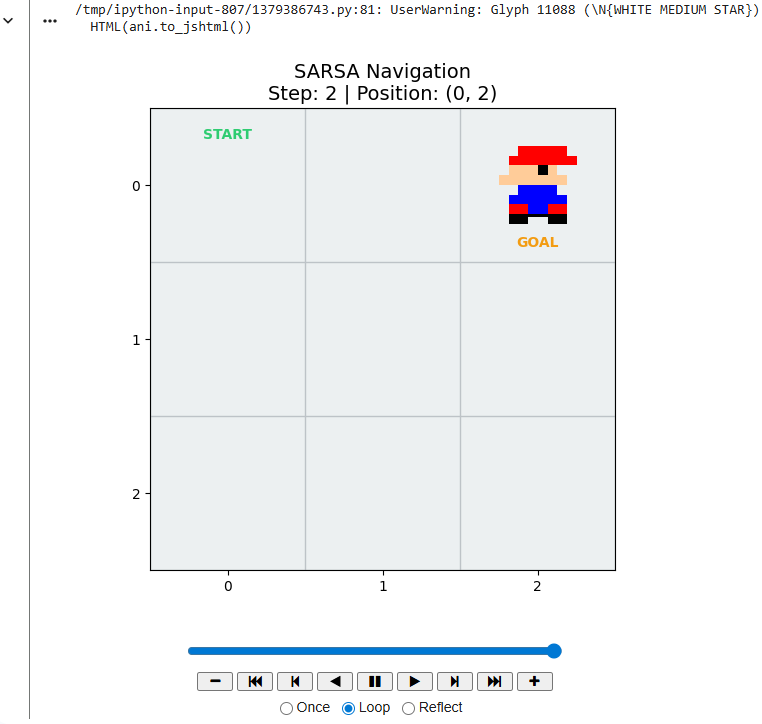 /tmp/ipython-input-807/1379386743.py:81: UserWarning: Glyph 11088 (\N{WHITE MEDIUM STAR})
HTML(ani.to_jshtml())
SARSA Navigation
Step: 2 | Position: (0, 2)
START
0
GOAL
1
2
0 1 2
Once Loop Reflect